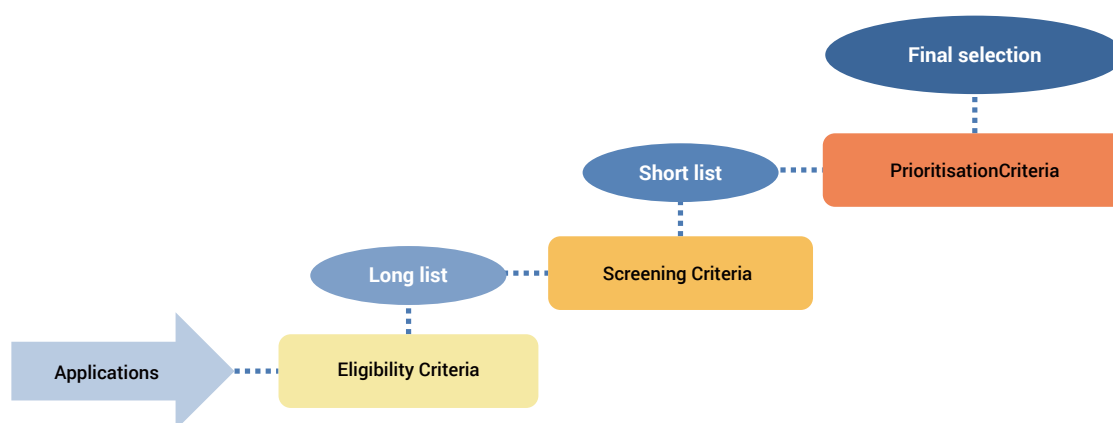 Final selection
Short list
PrioritisationCriteria
Long list
Screening Criteria
Applications
Eligibility Criteria